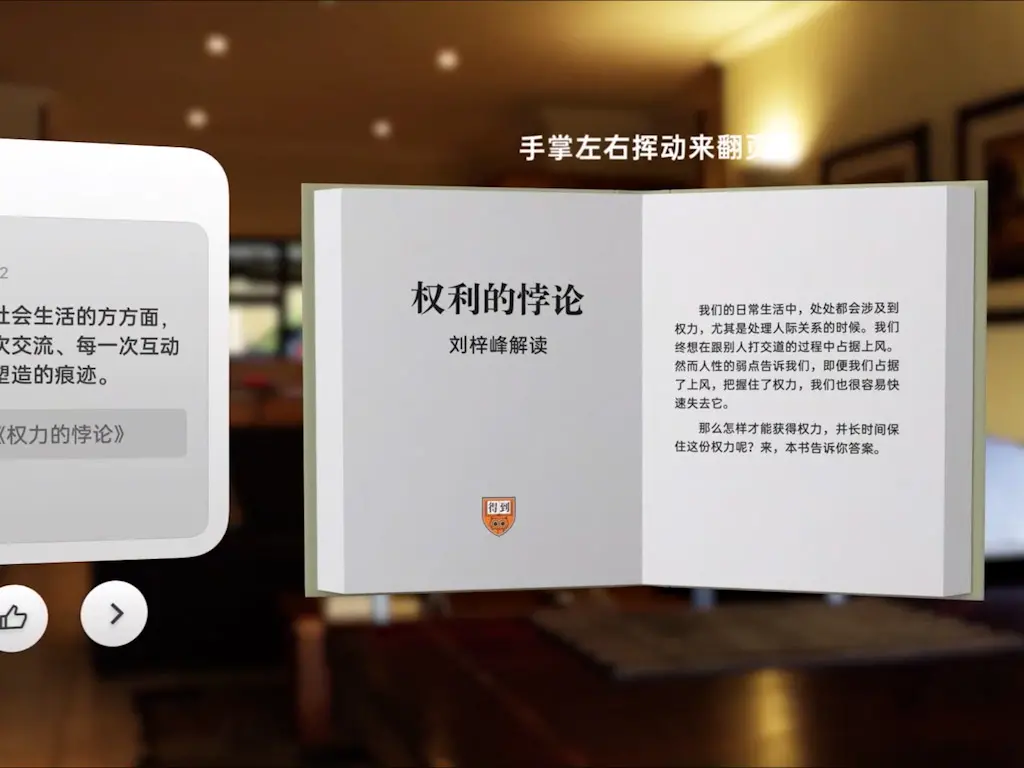 手掌左右挥动来翻页
2
社会生活的方方面，
次交流、每一次互动
塑造的痕迹。
《权力的悖论》
权利的悖论
刘梓峰解读
得到
我们的日常生活中，处处都会涉及到
权力，尤其是处理人际关系的时候。我们
终想在跟别人打交道的过程中占据上风。
然而人性的弱点告诉我们，即便我们占据
了上风，把握住了权力，我们也很容易快
速失去它。
那么怎样才能获得权力，并长时间保
住这份权力呢？来，本书告诉你答案。